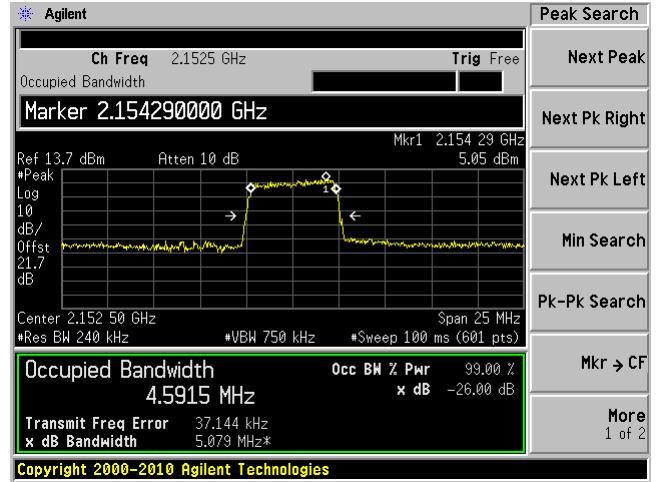 Agilent
Peak Search
Ch Freq 2.1525 GHz Trig Free
Occupied Bandwidth
Marker 2.154290000 GHz
Mkr1 2.154 29 GHz
Ref 13.7 dBm Atten 10 dB 5.05 dBm
#Peak
Log
10
dB/
Offst
21.7
dB
1
Center 2.152 50 GHz Span 25 MHz
#Res BW 240 kHz #VBW 750 kHz #Sweep 100 ms (601 pts)
Occupied Bandwidth Occ BW % Pwr 99.00 %
4.5915 MHz x dB -26.00 dB
Transmit Freq Error 37.144 kHz
x dB Bandwidth 5.079 MHz*
Copyright 2000-2010 Agilent Technologies
Next Peak
Next Pk Right
Next Pk Left
Min Search
Pk-Pk Search
Mkr → CF
More
1 of 2